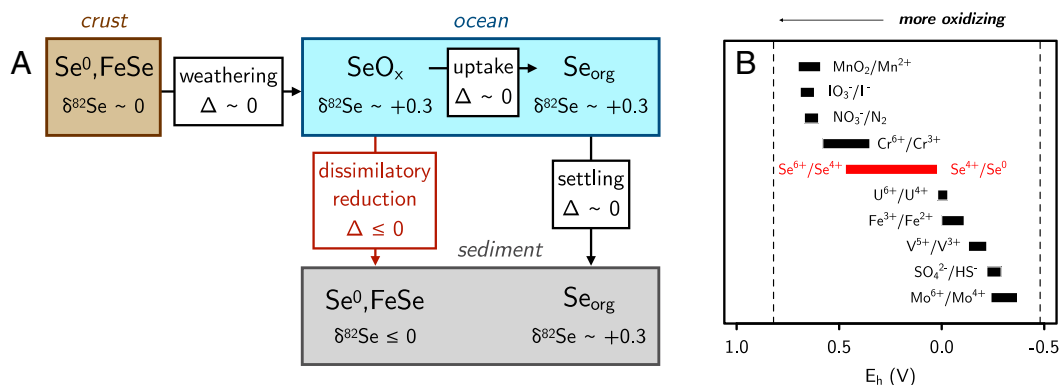 A
crust
Se⁰,FeSe
δ⁸²Se ~ 0
weathering
Δ ~ 0
ocean
SeOₓ
δ⁸²Se ~ +0.3
uptake
Δ ~ 0
Seorg
δ⁸²Se ~ +0.3
dissimilatory
reduction
Δ ≤ 0
settling
Δ ~ 0
sediment
Se⁰,FeSe
δ⁸²Se ≤ 0
Seorg
δ⁸²Se ~ +0.3
B
more oxidizing
MnO₂/Mn²⁺
IO₃⁻/I⁻
NO₃⁻/N₂
Cr⁶⁺/Cr³⁺
Se⁶⁺/Se⁴⁺ Se⁴⁺/Se⁰
U⁶⁺/U⁴⁺
Fe³⁺/Fe²⁺
V⁵⁺/V³⁺
SO₄²⁻/HS⁻
Mo⁶⁺/Mo⁴⁺
1.0 0.5 0.0 -0.5
Eₕ (V)